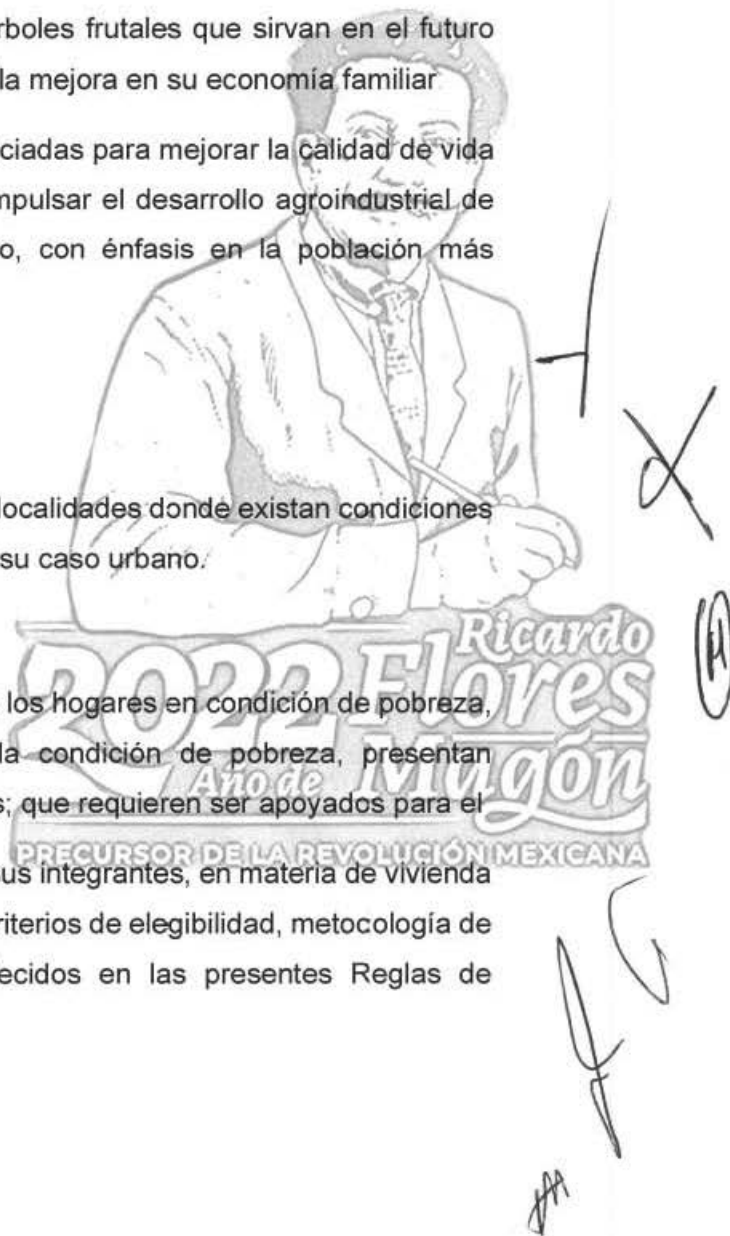 rboles frutales que sirvan en el futuro
la mejora en su economía familiar
ciadas para mejorar la calidad de vida
mpulsar el desarrollo agroindustrial de
o, con énfasis en la población más
localidades donde existan condiciones
su caso urbano.
los hogares en condición de pobreza,
la condición de pobreza, presentan
s; que requieren ser apoyados para el
sus integrantes, en materia de vivienda
riterios de elegibilidad, metocología de
ecidos en las presentes Reglas de
2022 Ricardo
Flores
Año de Magón
PRECURSOR DE LA REVOLUCIÓN MEXICANA